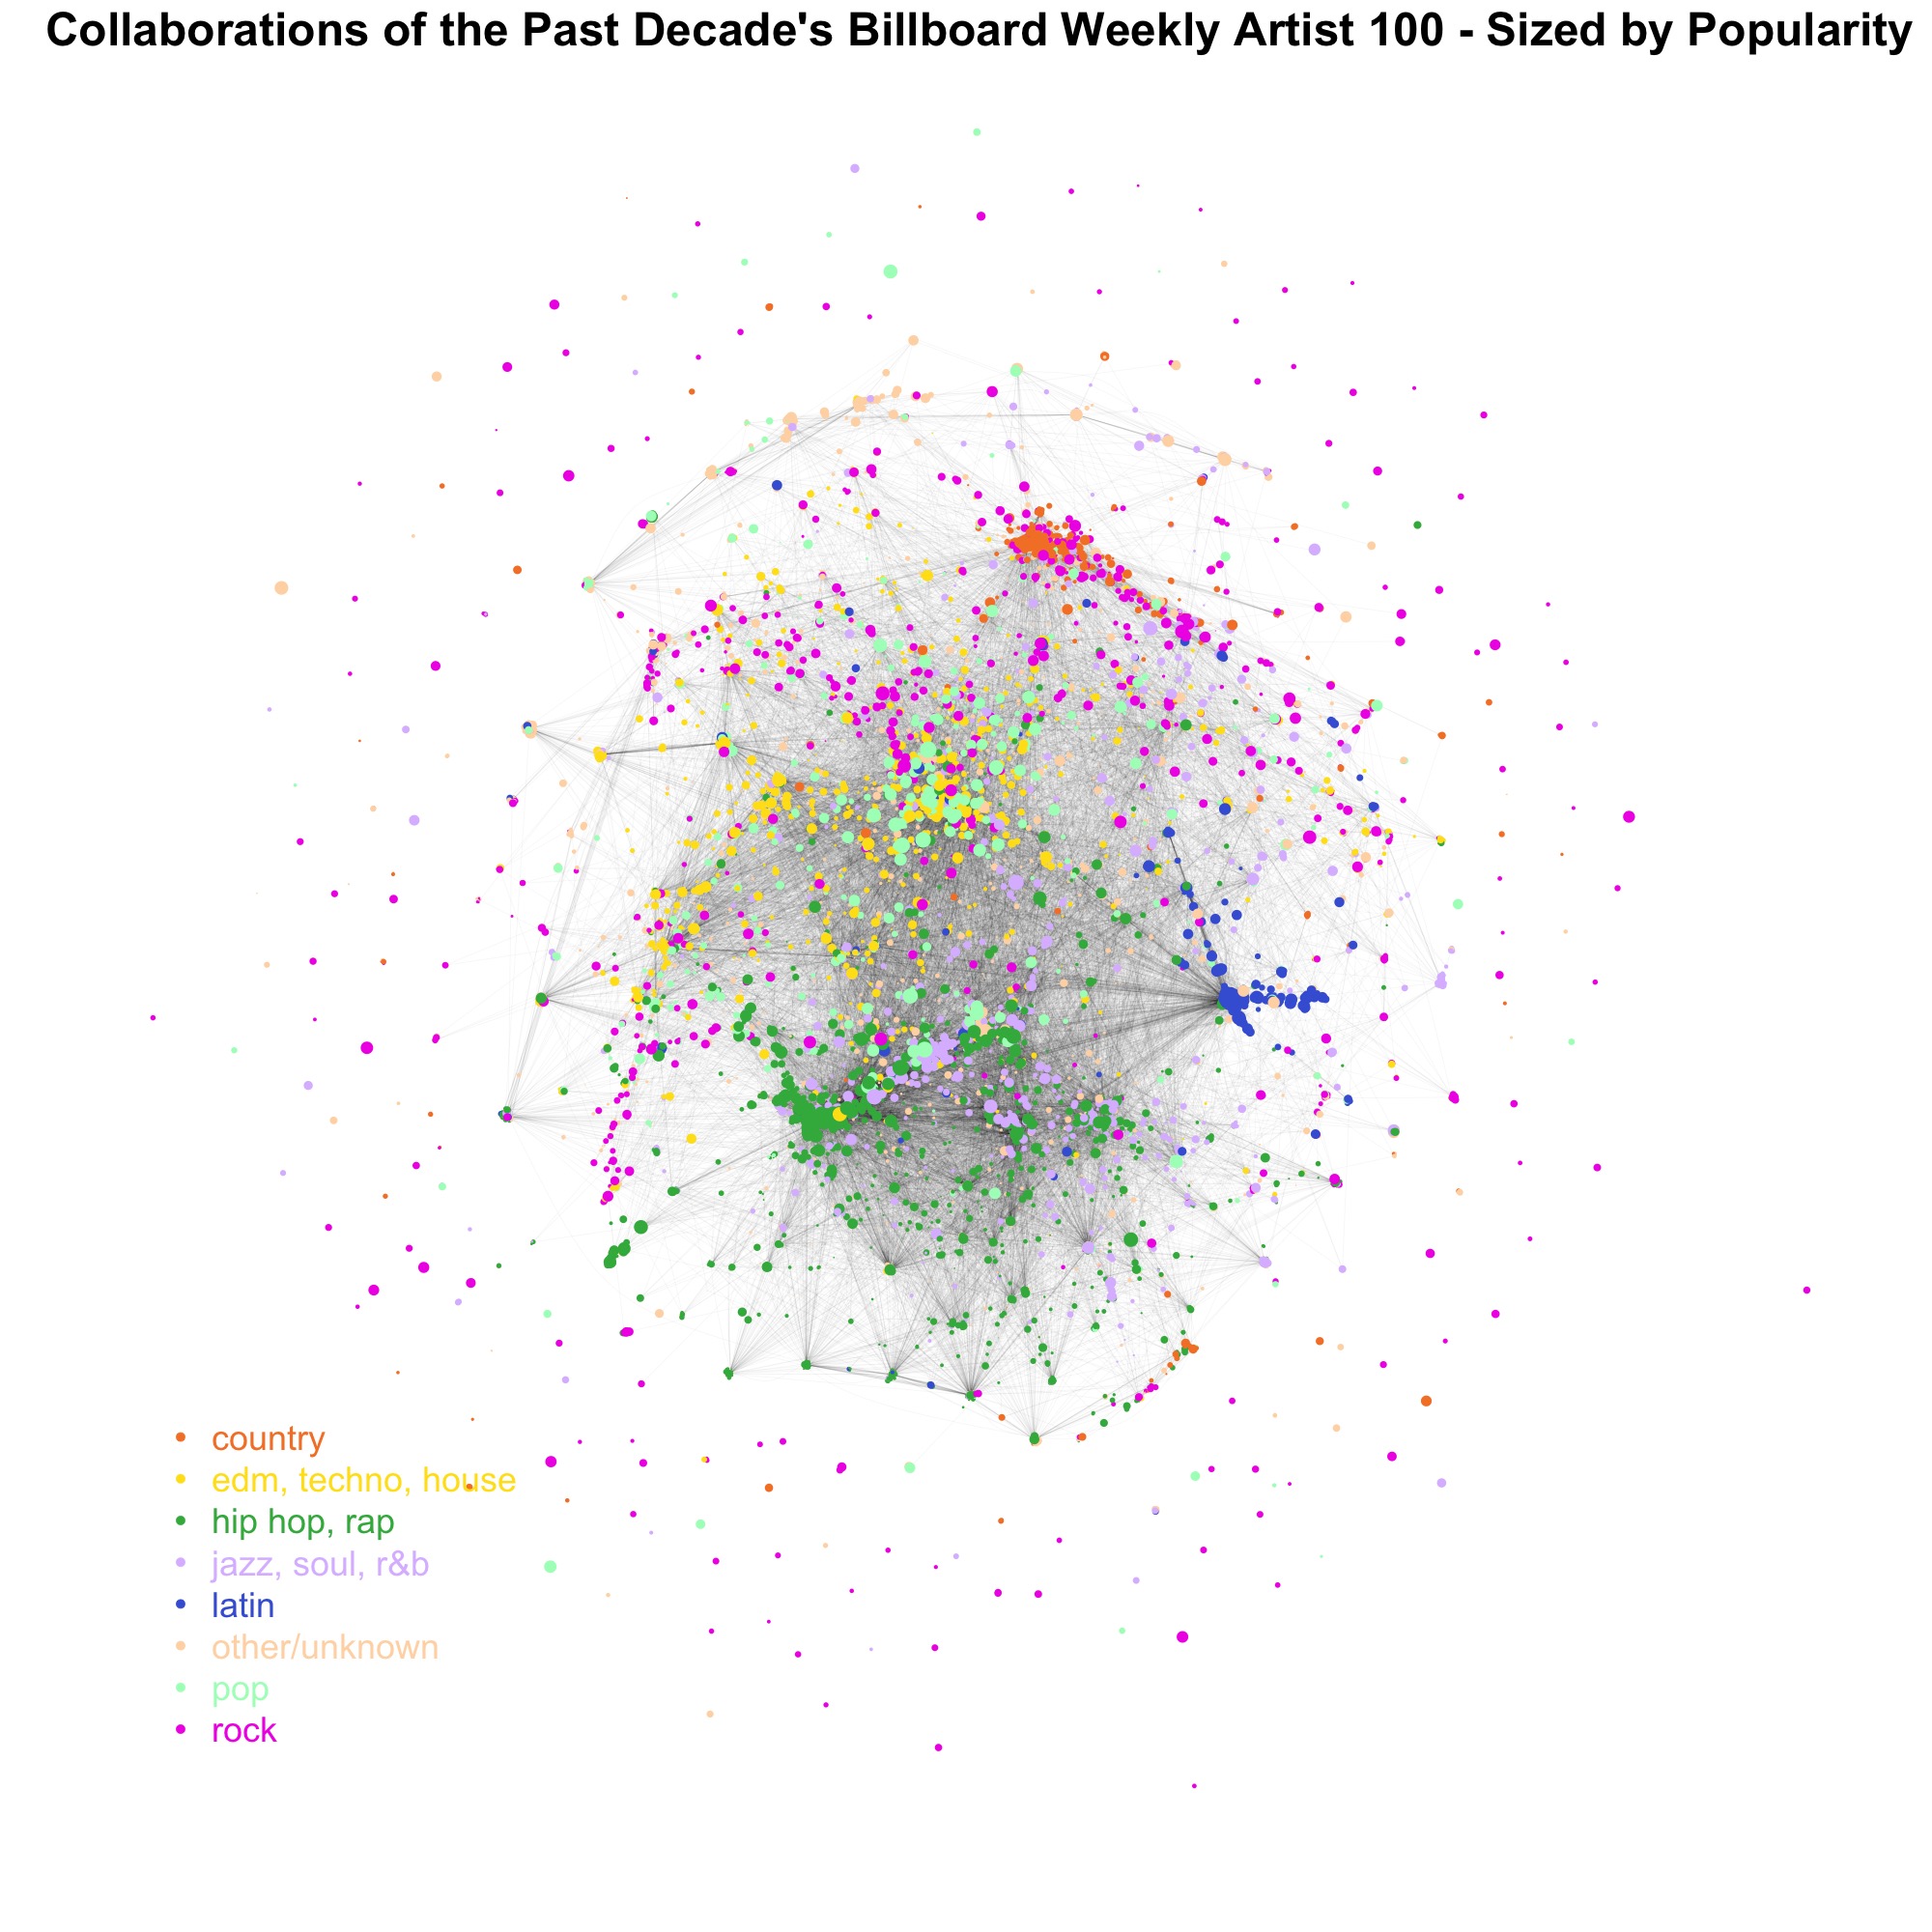 Collaborations of the Past Decade's Billboard Weekly Artist 100 - Sized by Popularity
country
edm, techno, house
hip hop, rap
jazz, soul, r&b
latin
other/unknown
pop
rock